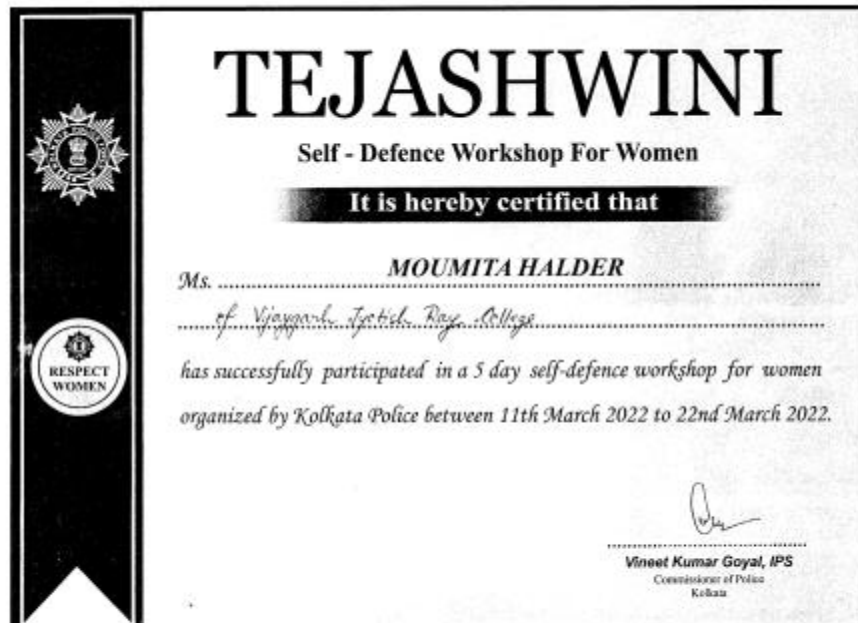 TEJASHWINI
Self - Defence Workshop For Women
It is hereby certified that
Ms. MOUMITA HALDER
of Vijaygarh Jyotish Ray College
has successfully participated in a 5 day self-defence workshop for women
organized by Kolkata Police between 11th March 2022 to 22nd March 2022.
RESPECT
WOMEN
Vineet Kumar Goyal, IPS
Commissioner of Police
Kolkata